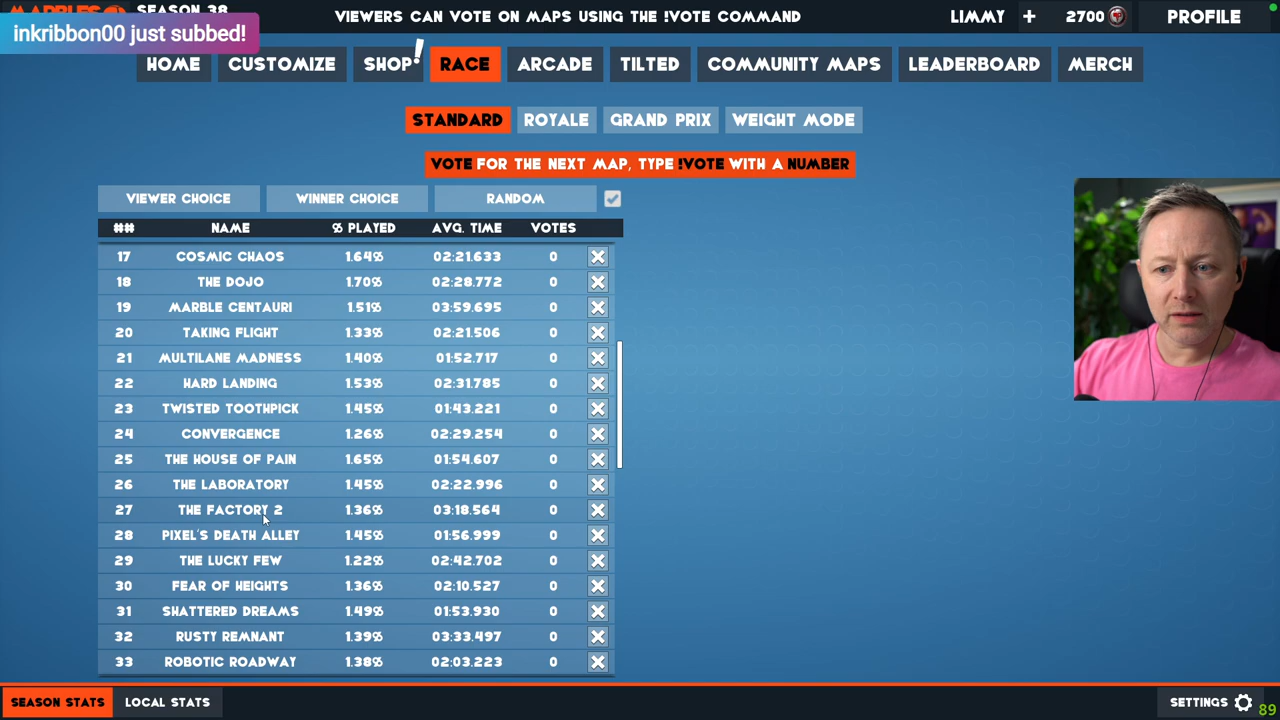 MARBLES
SEASON 38
VIEWERS CAN VOTE ON MAPS USING THE !VOTE COMMAND
LIMMY + 2700 PROFILE
inkribbon00 just subbed!
HOME CUSTOMIZE SHOP! RACE ARCADE TILTED COMMUNITY MAPS LEADERBOARD MERCH
STANDARD ROYALE GRAND PRIX WEIGHT MODE
VOTE FOR THE NEXT MAP, TYPE !VOTE WITH A NUMBER
VIEWER CHOICE WINNER CHOICE RANDOM
## NAME % PLAYED AVG. TIME VOTES
17 COSMIC CHAOS 1.64% 02:21.633 0
18 THE DOJO 1.70% 02:28.772 0
19 MARBLE CENTAURI 1.51% 03:59.695 0
20 TAKING FLIGHT 1.33% 02:21.506 0
21 MULTILANE MADNESS 1.40% 01:52.717 0
22 HARD LANDING 1.53% 02:31.785 0
23 TWISTED TOOTHPICK 1.45% 01:43.221 0
24 CONVERGENCE 1.26% 02:29.254 0
25 THE HOUSE OF PAIN 1.65% 01:54.607 0
26 THE LABORATORY 1.45% 02:22.996 0
27 THE FACTORY 2 1.36% 03:18.564 0
28 PIXEL'S DEATH ALLEY 1.45% 01:56.999 0
29 THE LUCKY FEW 1.22% 02:42.702 0
30 FEAR OF HEIGHTS 1.36% 02:10.527 0
31 SHATTERED DREAMS 1.49% 01:53.930 0
32 RUSTY REMNANT 1.39% 03:33.497 0
33 ROBOTIC ROADWAY 1.38% 02:03.223 0
SEASON STATS LOCAL STATS SETTINGS 89